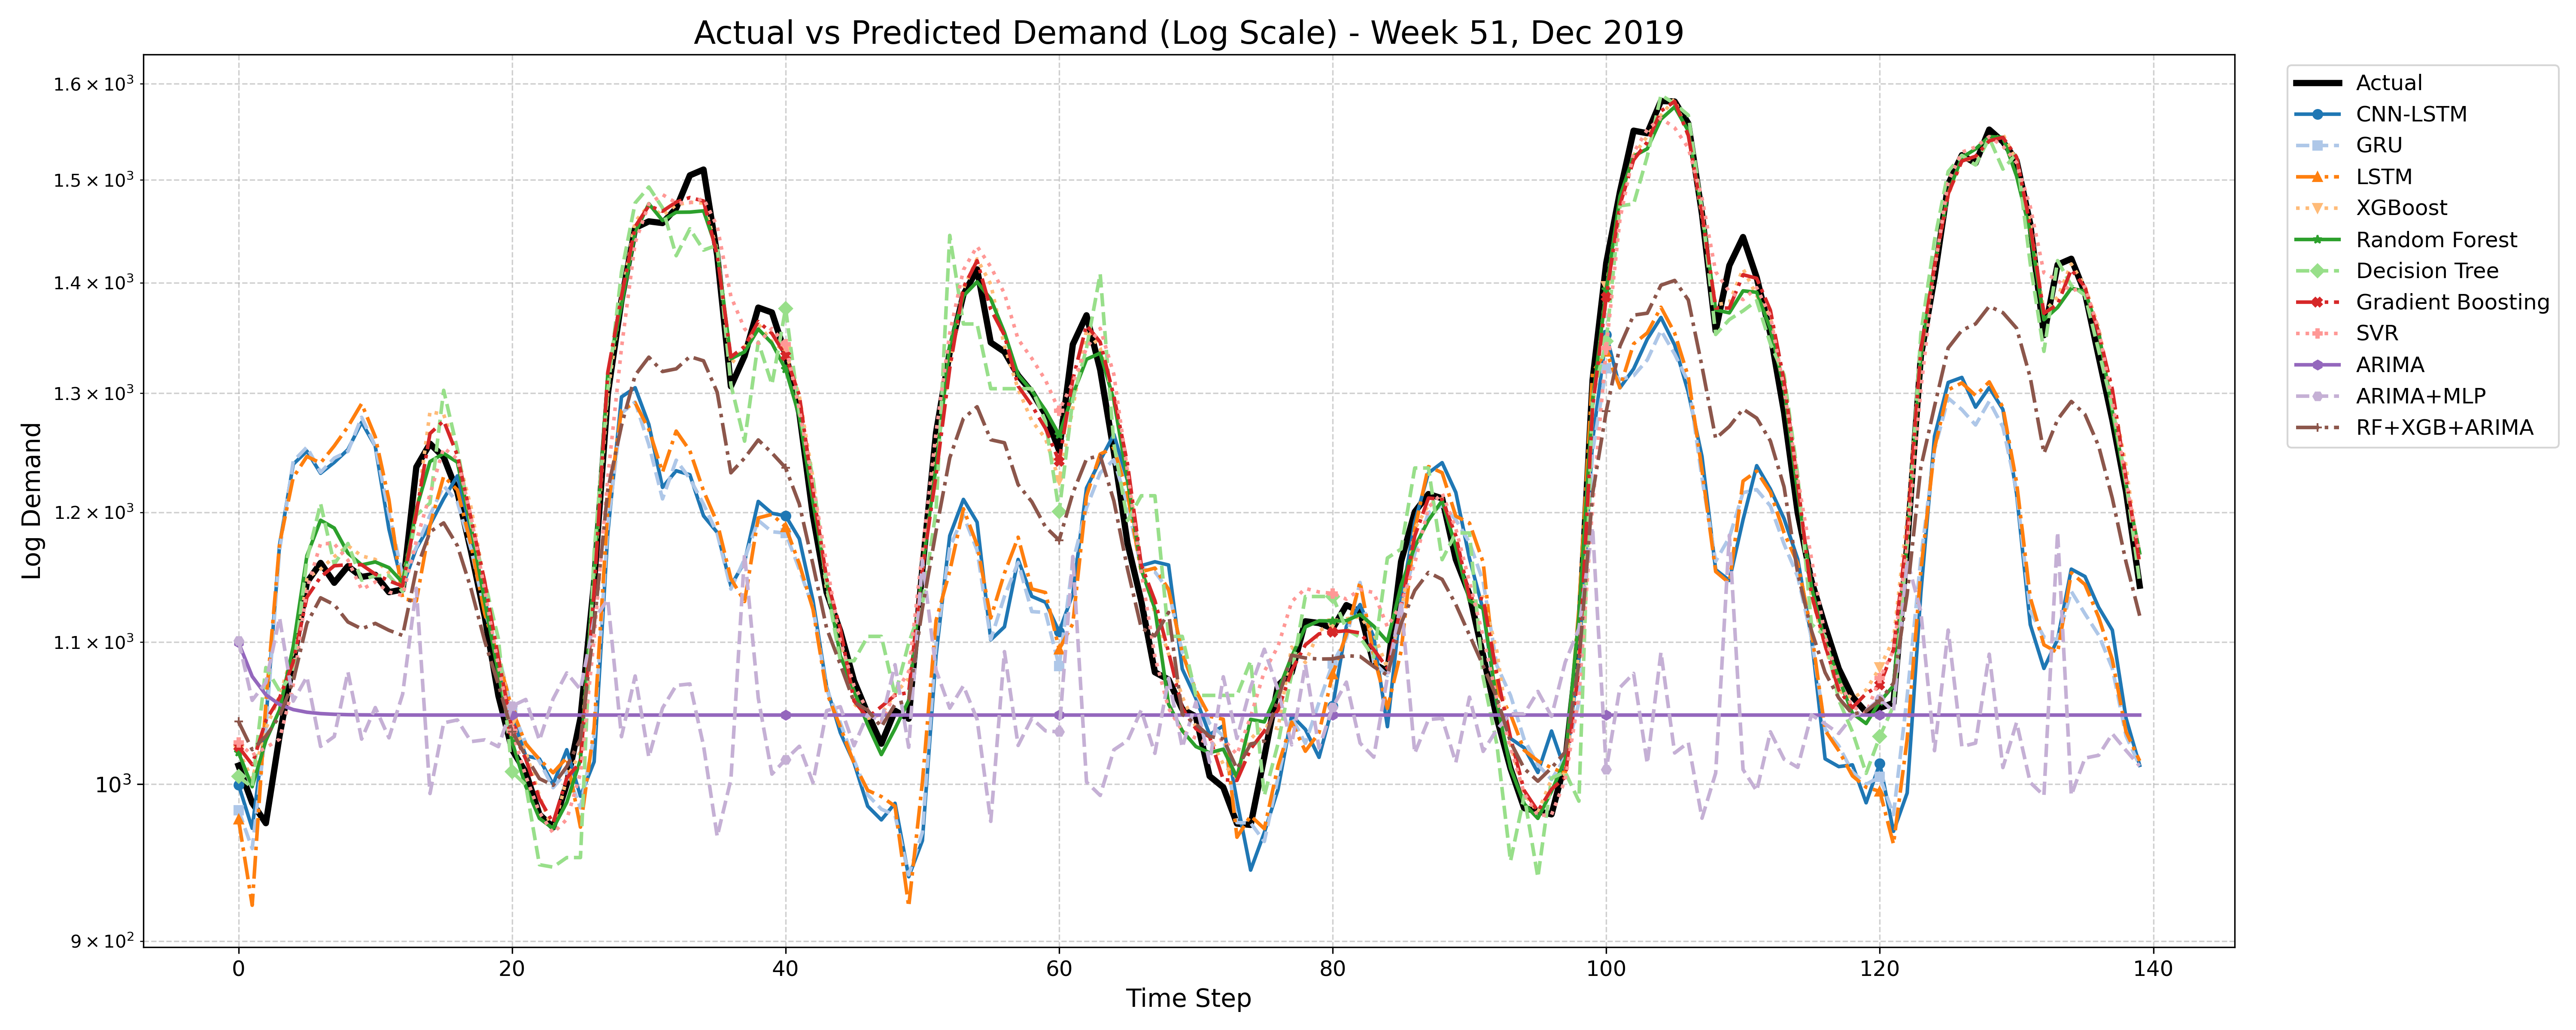 Actual vs Predicted Demand (Log Scale) - Week 51, Dec 2019
1.6 × 10³
1.5 × 10³
1.4 × 10³
1.3 × 10³
1.2 × 10³
1.1 × 10³
10³
9 × 10²
Log Demand
0 20 40 60 80 100 120 140
Time Step
Actual
CNN-LSTM
GRU
LSTM
XGBoost
Random Forest
Decision Tree
Gradient Boosting
SVR
ARIMA
ARIMA+MLP
RF+XGB+ARIMA